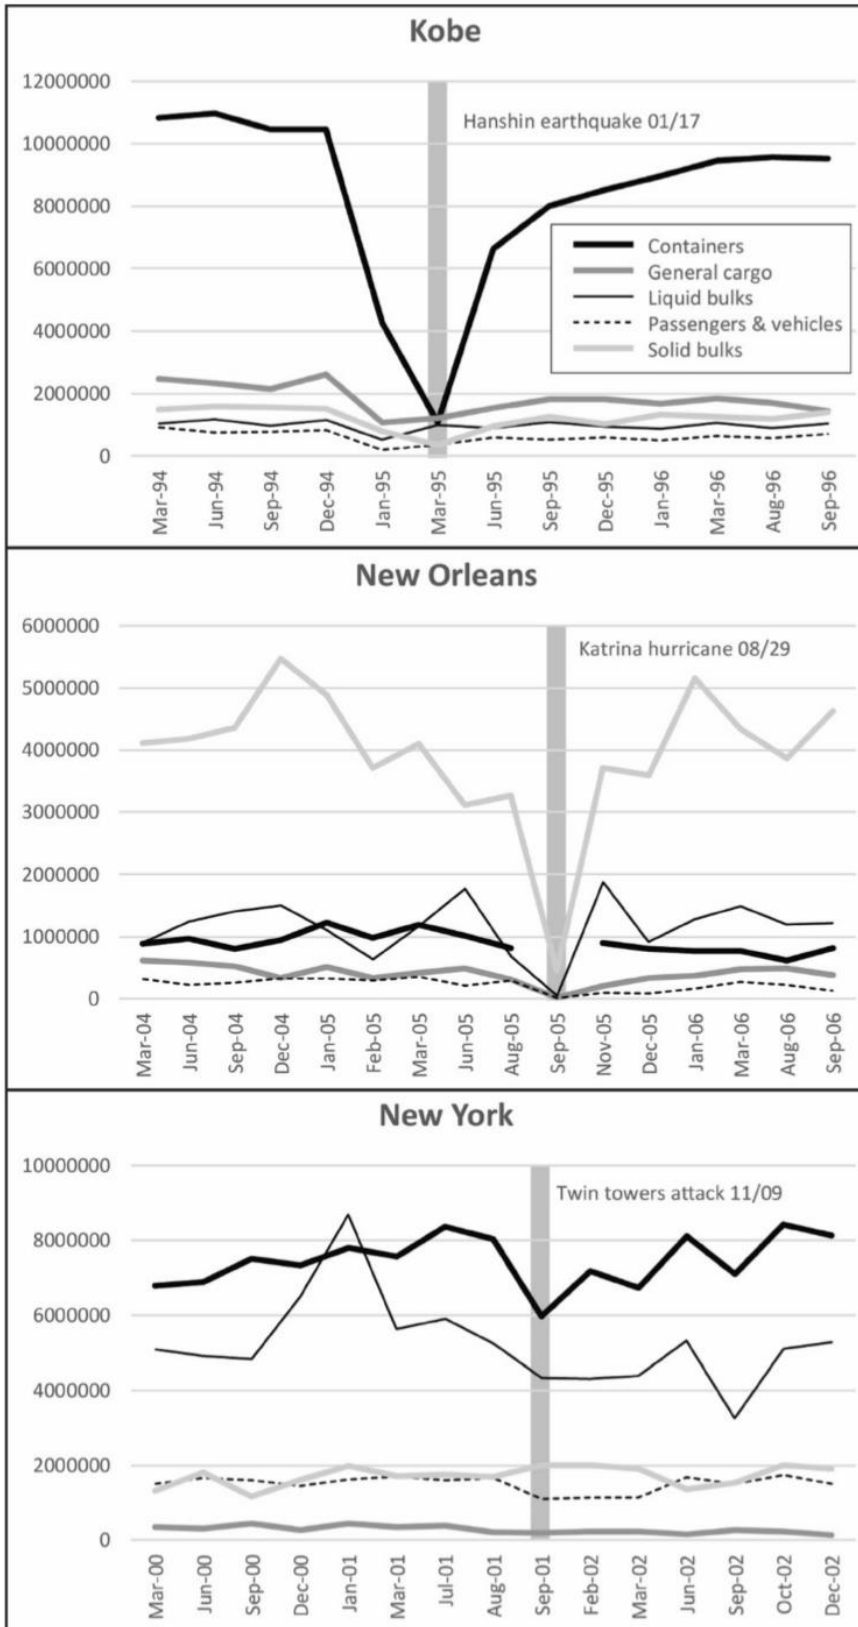 Kobe
12000000
10000000
8000000
6000000
4000000
2000000
0
Hanshin earthquake 01/17
Containers
General cargo
Liquid bulks
Passengers & vehicles
Solid bulks
Mar-94
Jun-94
Sep-94
Dec-94
Jan-95
Mar-95
Jun-95
Sep-95
Dec-95
Jan-96
Mar-96
Aug-96
Sep-96
New Orleans
6000000
5000000
4000000
3000000
2000000
1000000
0
Katrina hurricane 08/29
Mar-04
Jun-04
Sep-04
Dec-04
Jan-05
Feb-05
Mar-05
Jun-05
Aug-05
Sep-05
Nov-05
Dec-05
Jan-06
Mar-06
Aug-06
Sep-06
New York
10000000
8000000
6000000
4000000
2000000
0
Twin towers attack 11/09
Mar-00
Jun-00
Sep-00
Dec-00
Jan-01
Mar-01
Jul-01
Aug-01
Sep-01
Feb-02
Mar-02
Jun-02
Sep-02
Oct-02
Dec-02